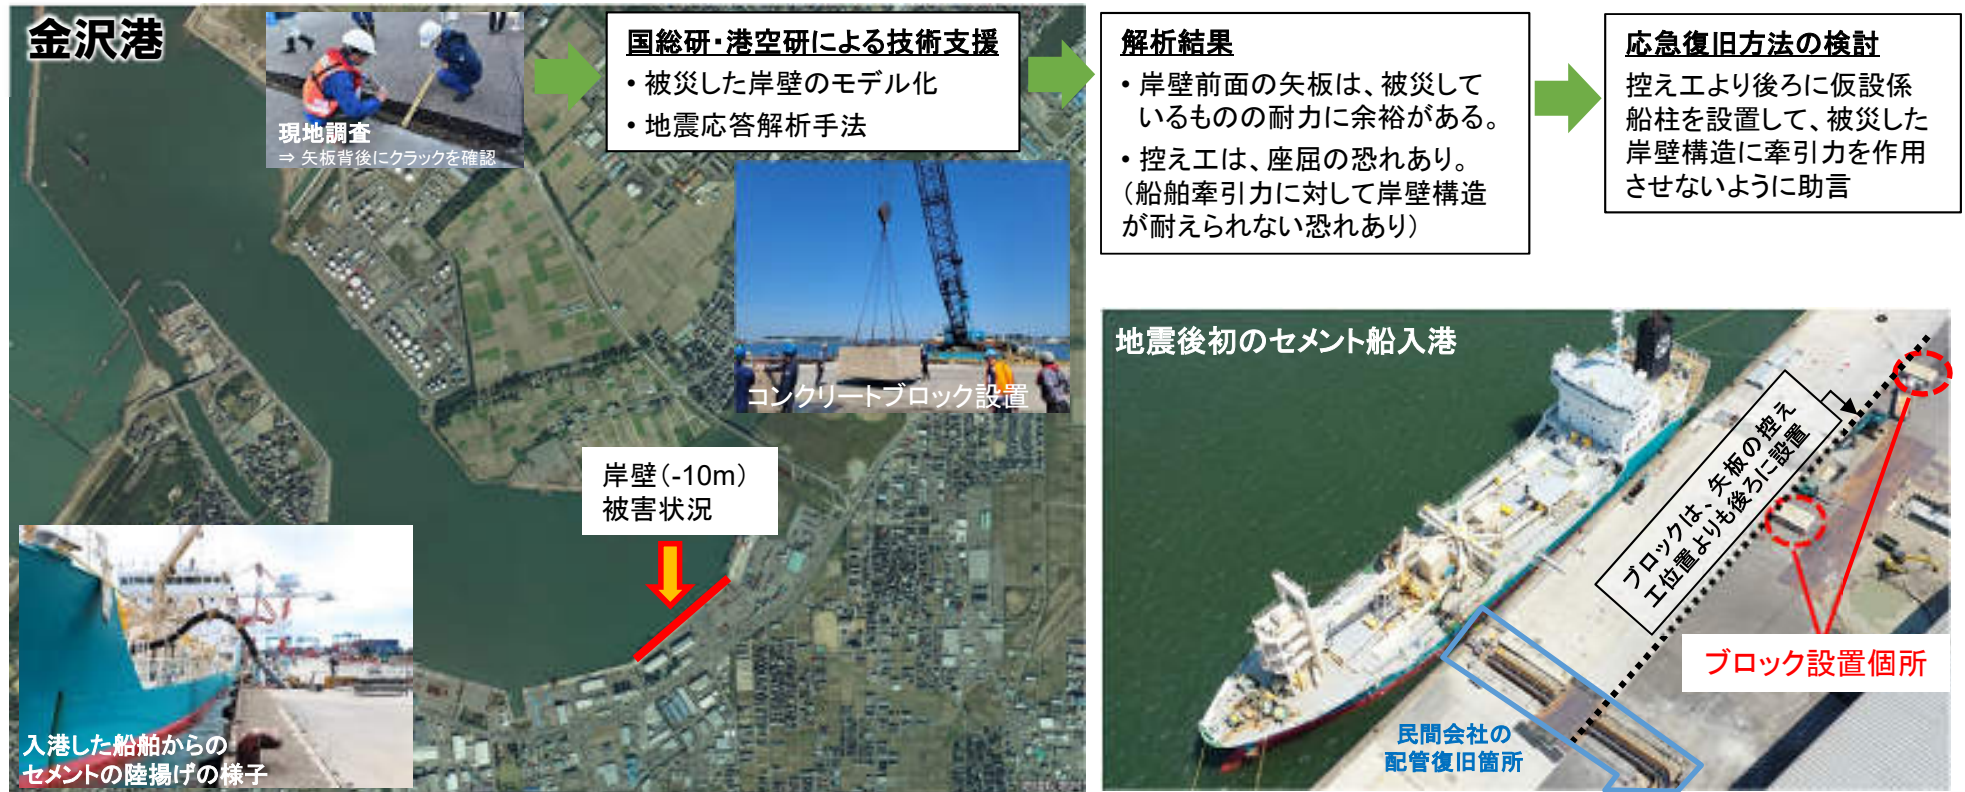 金沢港
現地調査
⇒ 矢板背後にクラックを確認
国総研・港空研による技術支援
・被災した岸壁のモデル化
・地震応答解析手法
解析結果
・岸壁前面の矢板は、被災して
いるものの耐力に余裕がある。
・控え工は、座屈の恐れあり。
（船舶牽引力に対して岸壁構造
が耐えられない恐れあり）
応急復旧方法の検討
控え工より後ろに仮設係
船柱を設置して、被災した
岸壁構造に牽引力を作用
させないように助言
コンクリートブロック設置
岸壁（-10m）
被害状況
入港した船舶からの
セメントの陸揚げの様子
地震後初のセメント船入港
ブロックは、矢板の控え
工位置よりも後ろに設置
ブロック設置個所
民間会社の
配管復旧箇所